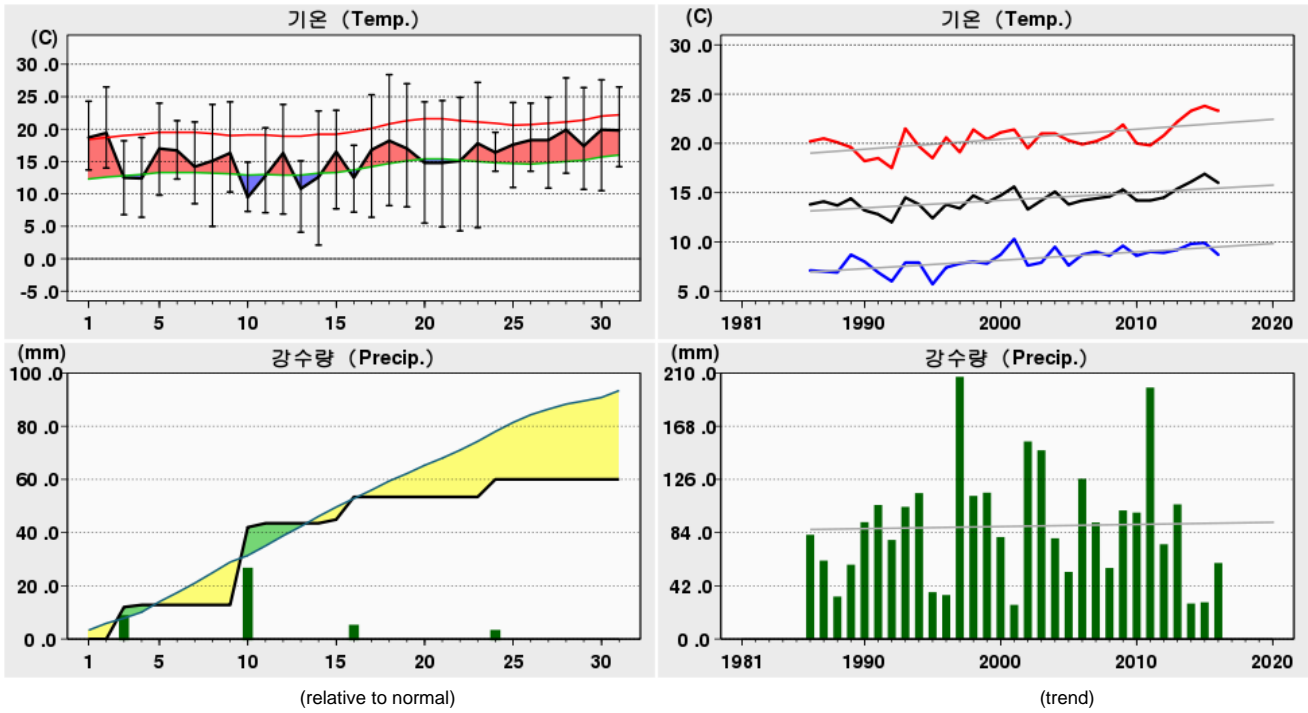 기온 (Temp.)
(C)
30 .0
25 .0
20 .0
15 .0
10 .0
5 .0
0 .0
-5 .0
1 5 10 15 20 25 30
기온 (Temp.)
(C)
30 .0
25 .0
20 .0
15 .0
10 .0
5 .0
1981 1990 2000 2010 2020
강수량 (Precip.)
(mm)
100 .0
80 .0
60 .0
40 .0
20 .0
0 .0
1 5 10 15 20 25 30
(relative to normal)
강수량 (Precip.)
(mm)
210 .0
168 .0
126 .0
84 .0
42 .0
0 .0
1981 1990 2000 2010 2020
(trend)